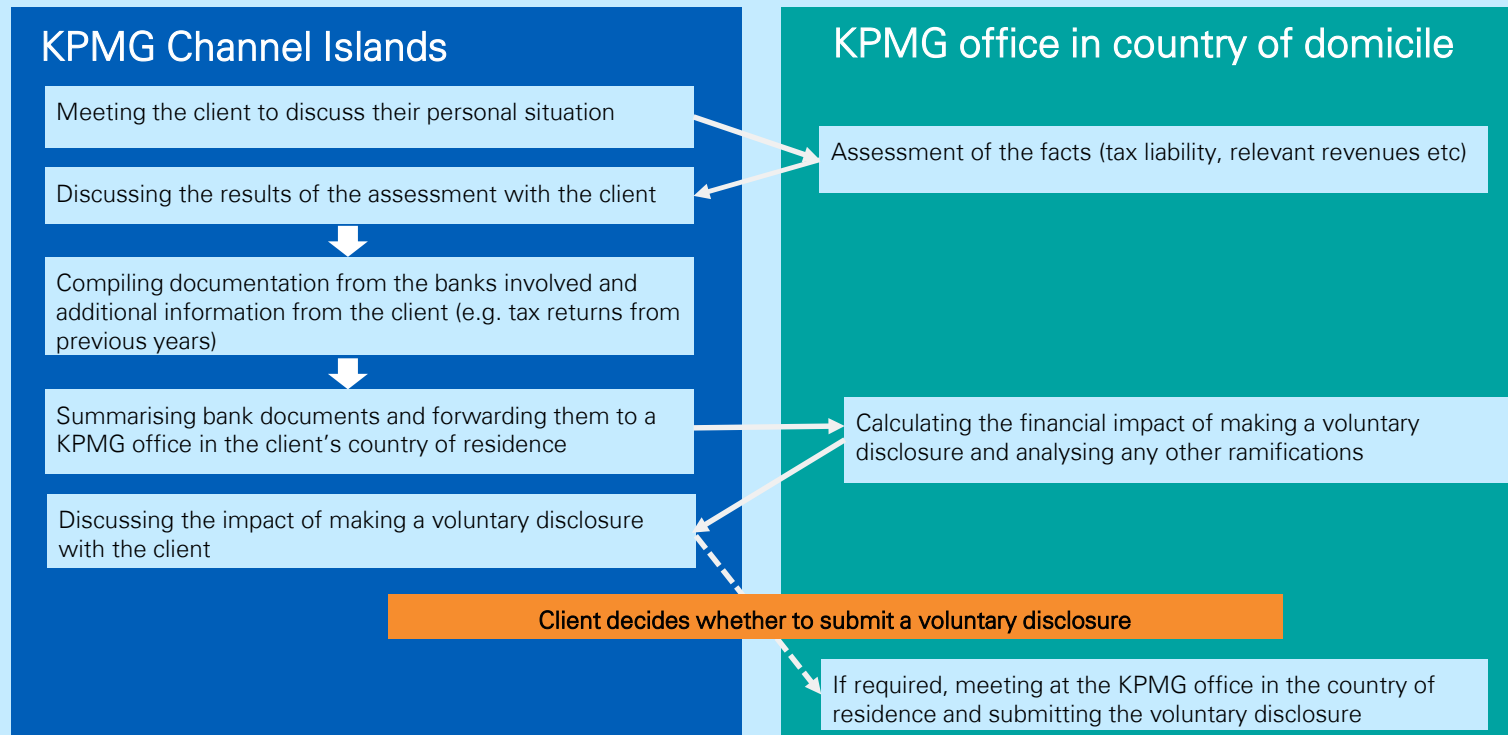 KPMG Channel Islands
KPMG office in country of domicile
Meeting the client to discuss their personal situation
Assessment of the facts (tax liability, relevant revenues etc)
Discussing the results of the assessment with the client
Compiling documentation from the banks involved and
additional information from the client (e.g. tax returns from
previous years)
Summarising bank documents and forwarding them to a
KPMG office in the client's country of residence
Calculating the financial impact of making a voluntary
disclosure and analysing any other ramifications
Discussing the impact of making a voluntary disclosure
with the client
Client decides whether to submit a voluntary disclosure
If required, meeting at the KPMG office in the country of
residence and submitting the voluntary disclosure